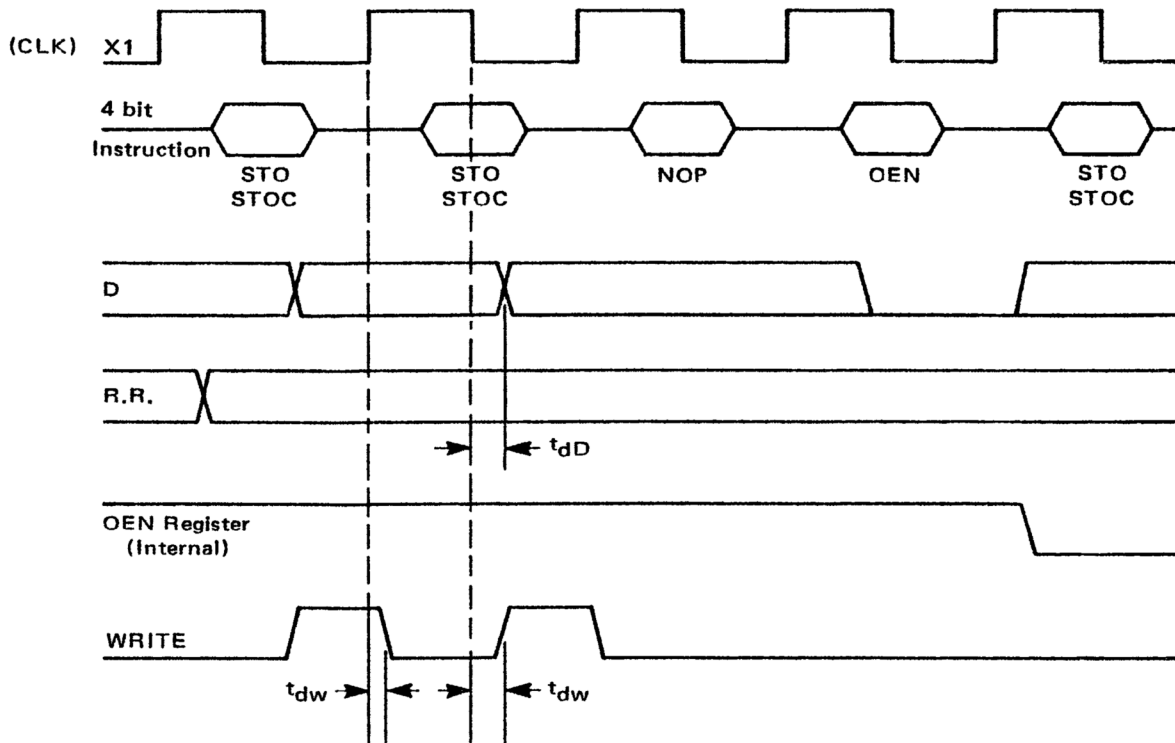 (CLK) X1
4 bit
Instruction
STO STO NOP OEN STO
STOC STOC STOC
D
R.R.
tdD
OEN Register
(Internal)
WRITE
tdw tdw